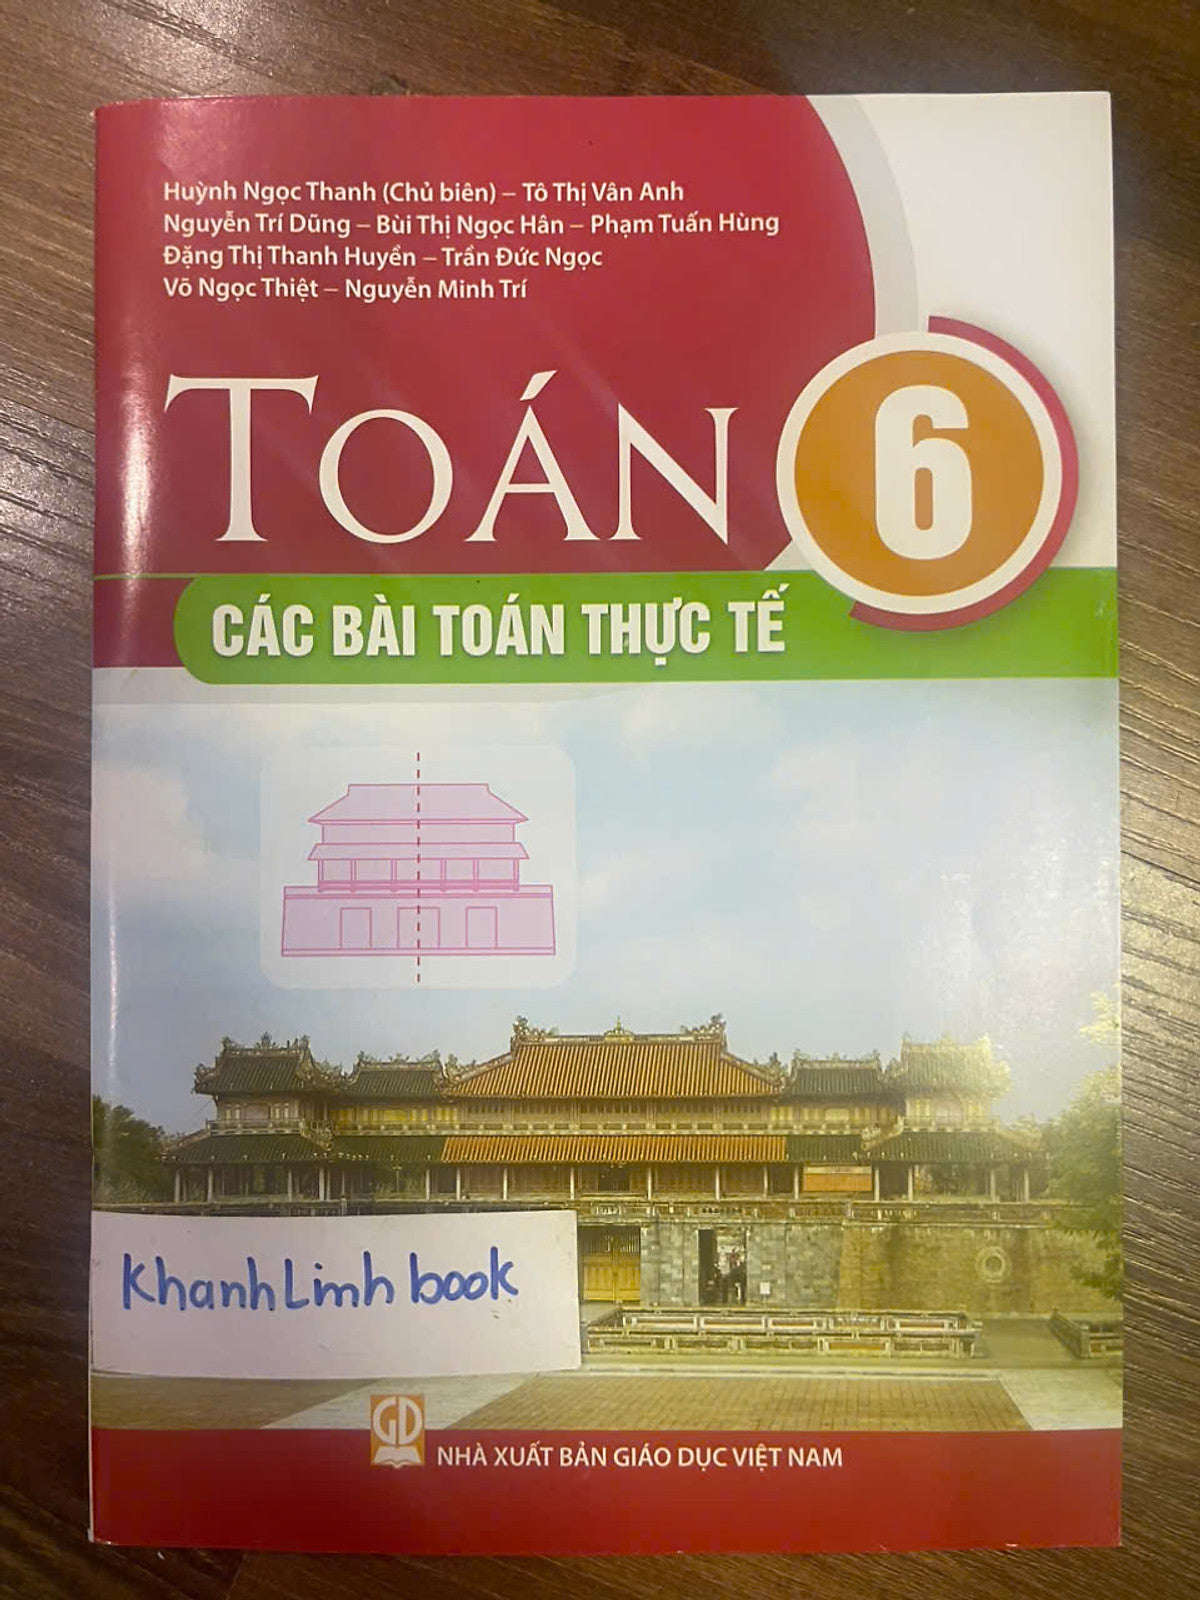 Huỳnh Ngọc Thanh (Chủ biên) – Tô Thị Vân Anh
Nguyễn Trí Dũng – Bùi Thị Ngọc Hân – Phạm Tuấn Hùng
Đặng Thị Thanh Huyền – Trần Đức Ngọc
Võ Ngọc Thiệt – Nguyễn Minh Trí
TOÁN 6
CÁC BÀI TOÁN THỰC TẾ
Khanh Linh book
GD
NHÀ XUẤT BẢN GIÁO DỤC VIỆT NAM